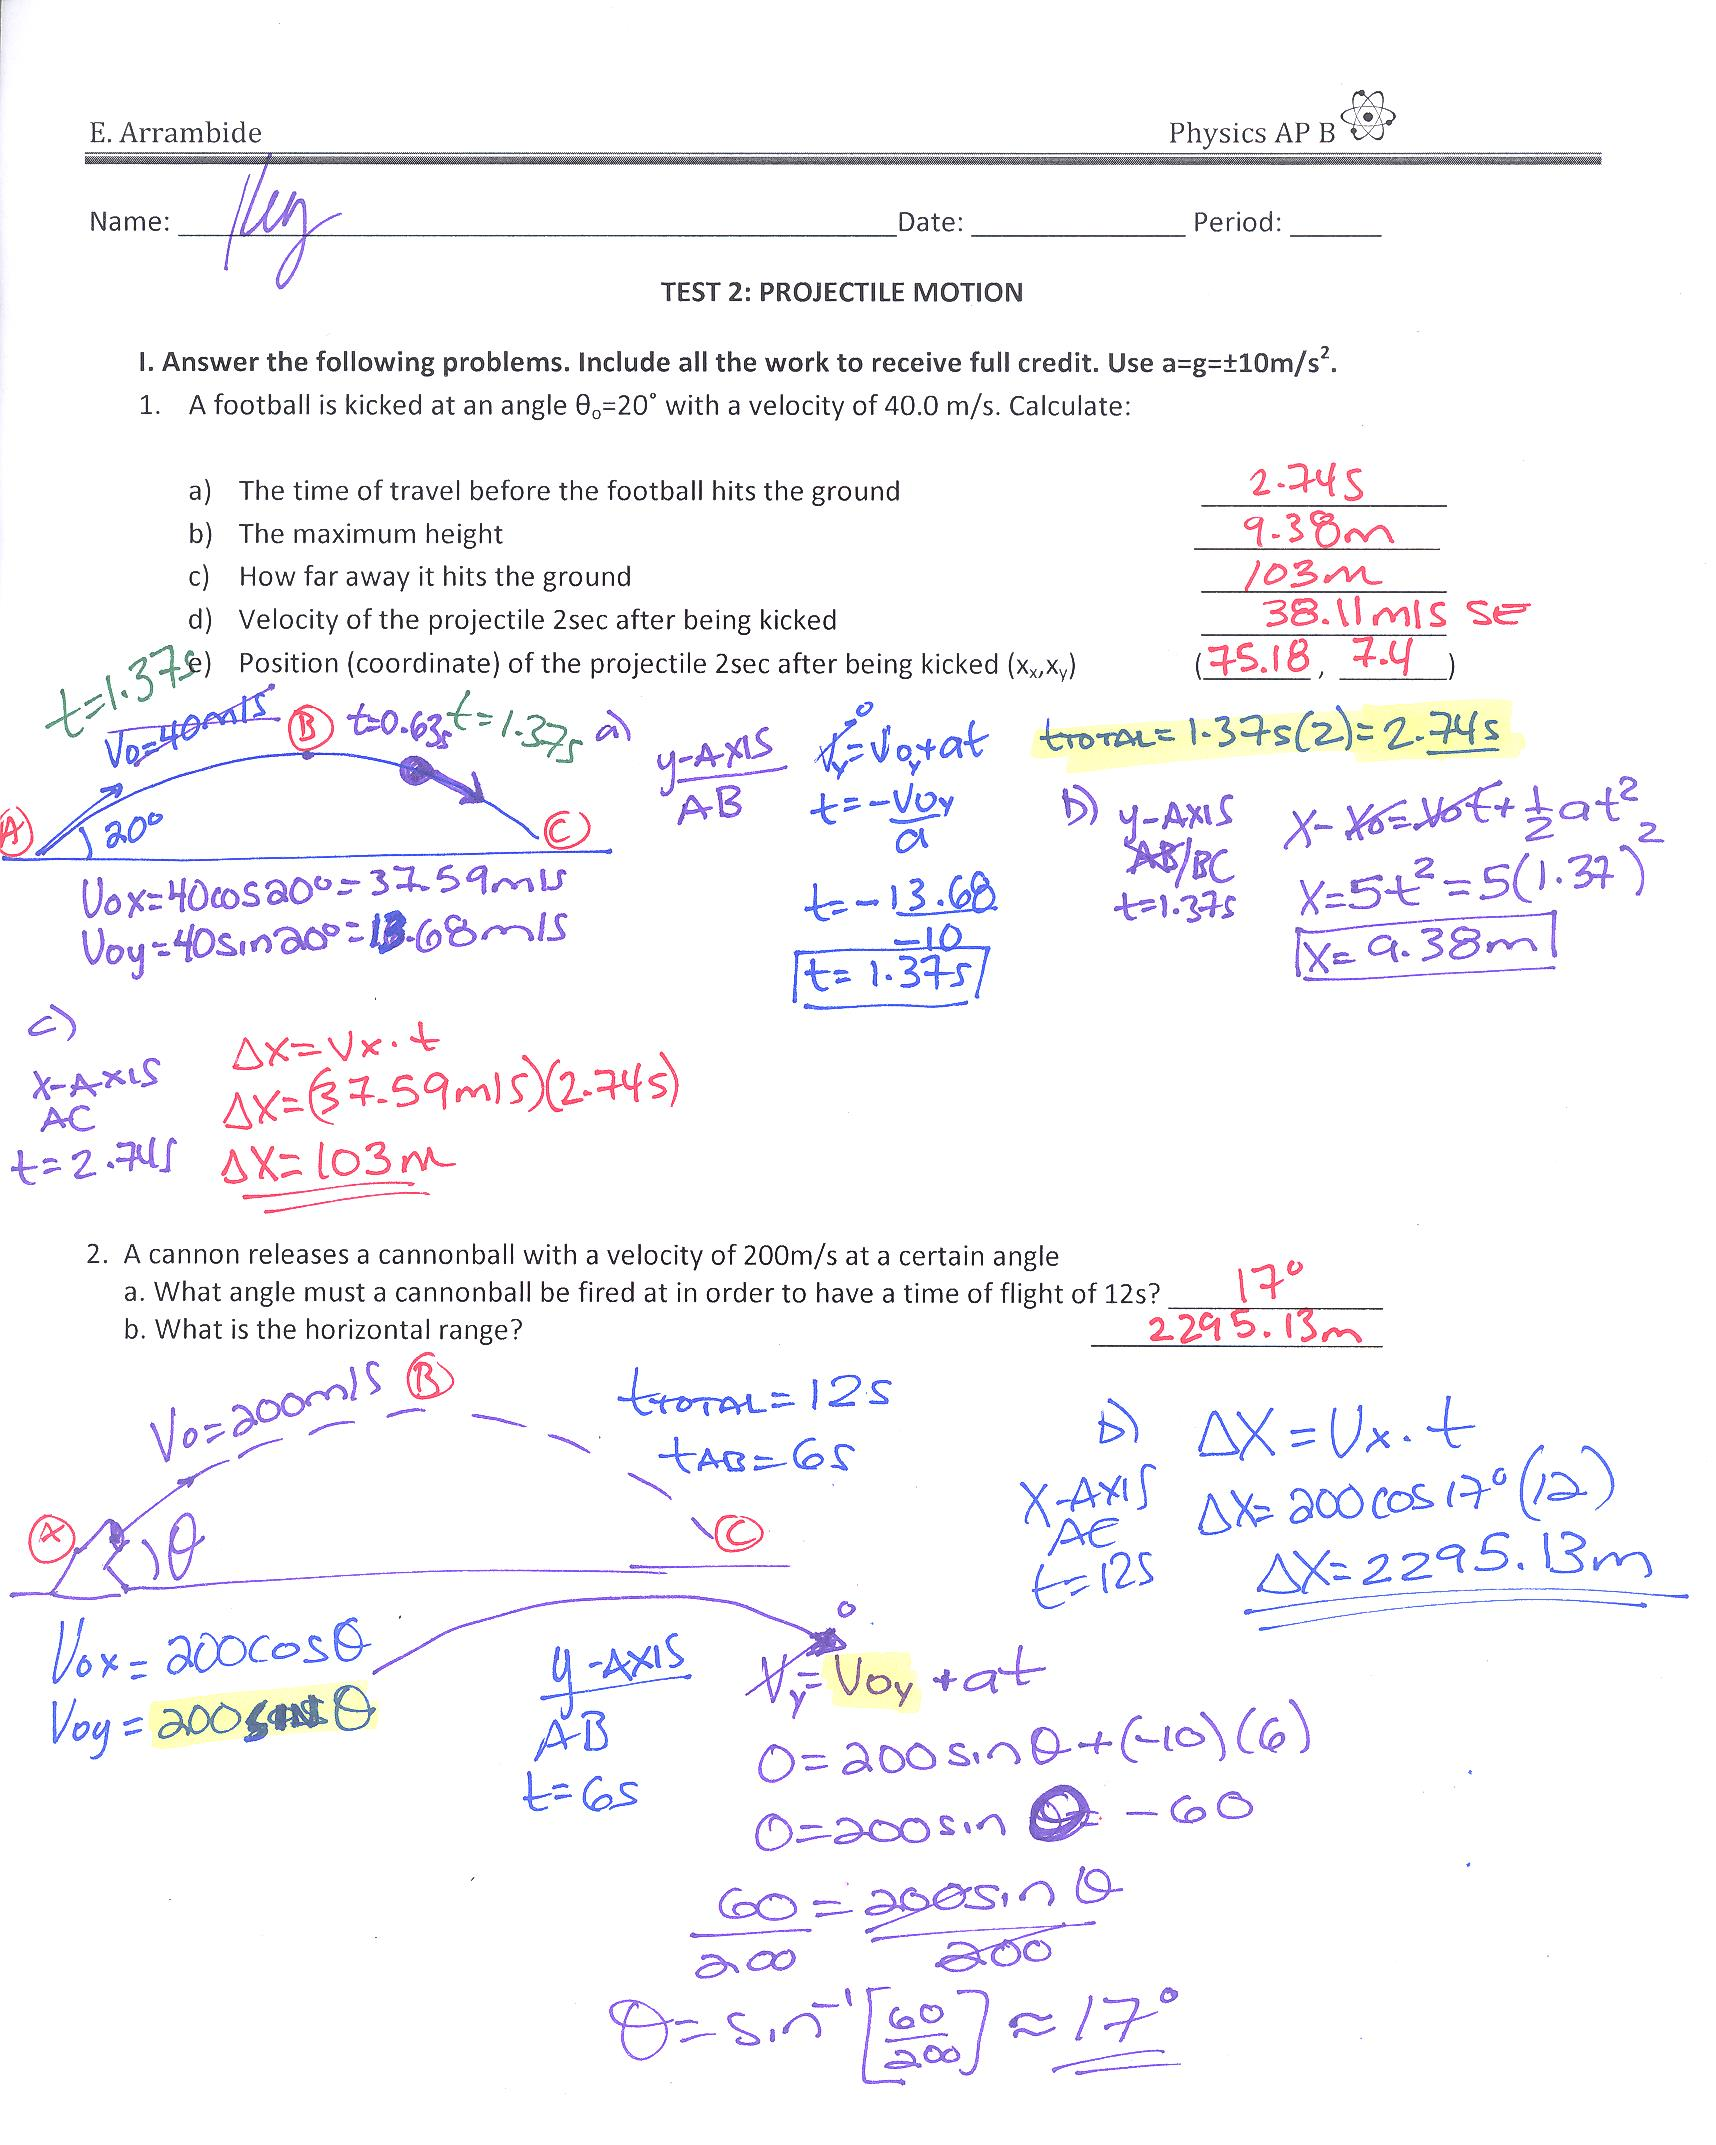 E. Arrambide
Physics AP B
Name: Key Date: Period:
TEST 2: PROJECTILE MOTION
I. Answer the following problems. Include all the work to receive full credit. Use a=g=±10m/s².
1. A football is kicked at an angle θ₀=20° with a velocity of 40.0 m/s. Calculate:
a) The time of travel before the football hits the ground 2.74s
b) The maximum height 9.38m
c) How far away it hits the ground 103m
d) Velocity of the projectile 2sec after being kicked 38.11m/s SE
e) Position (coordinate) of the projectile 2sec after being kicked (xₓ,xᵧ) (75.18, 7.4)
t=1.37s
Vo=40m/s
B
t=0.63s
t=1.37s
A
20°
C
Vox=40cos20°=37.59m/s
Voy=40sin20°=13.68m/s
a)
y-AXIS
AB
Vy=Voy+at
0
t=-Voy/a
t=-13.68/-10
t=1.37s
tTOTAL=1.37s(2)=2.74s
b)
y-AXIS
AB/BC
t=1.37s
X-Xo=Vot+½at²
X=5t²=5(1.37)²
X=9.38m
c)
X-AXIS
AC
t=2.74s
ΔX=Vx·t
ΔX=(37.59m/s)(2.74s)
ΔX=103m
2. A cannon releases a cannonball with a velocity of 200m/s at a certain angle
a. What angle must a cannonball be fired at in order to have a time of flight of 12s? 17°
b. What is the horizontal range? 2295.13m
Vo=200m/s
B
A
θ
C
tTOTAL=12s
tAB=6s
Vox=200cosθ
Voy=200sinθ
y-AXIS
AB
t=6s
0
Vy=Voy+at
0=200sinθ+(-10)(6)
0=200sinθ-60
60/200=200sinθ/200
θ=sin⁻¹[60/200]≈17°
b)
X-AXIS
AC
t=12s
ΔX=Vx·t
ΔX=200cos17°(12)
ΔX=2295.13m